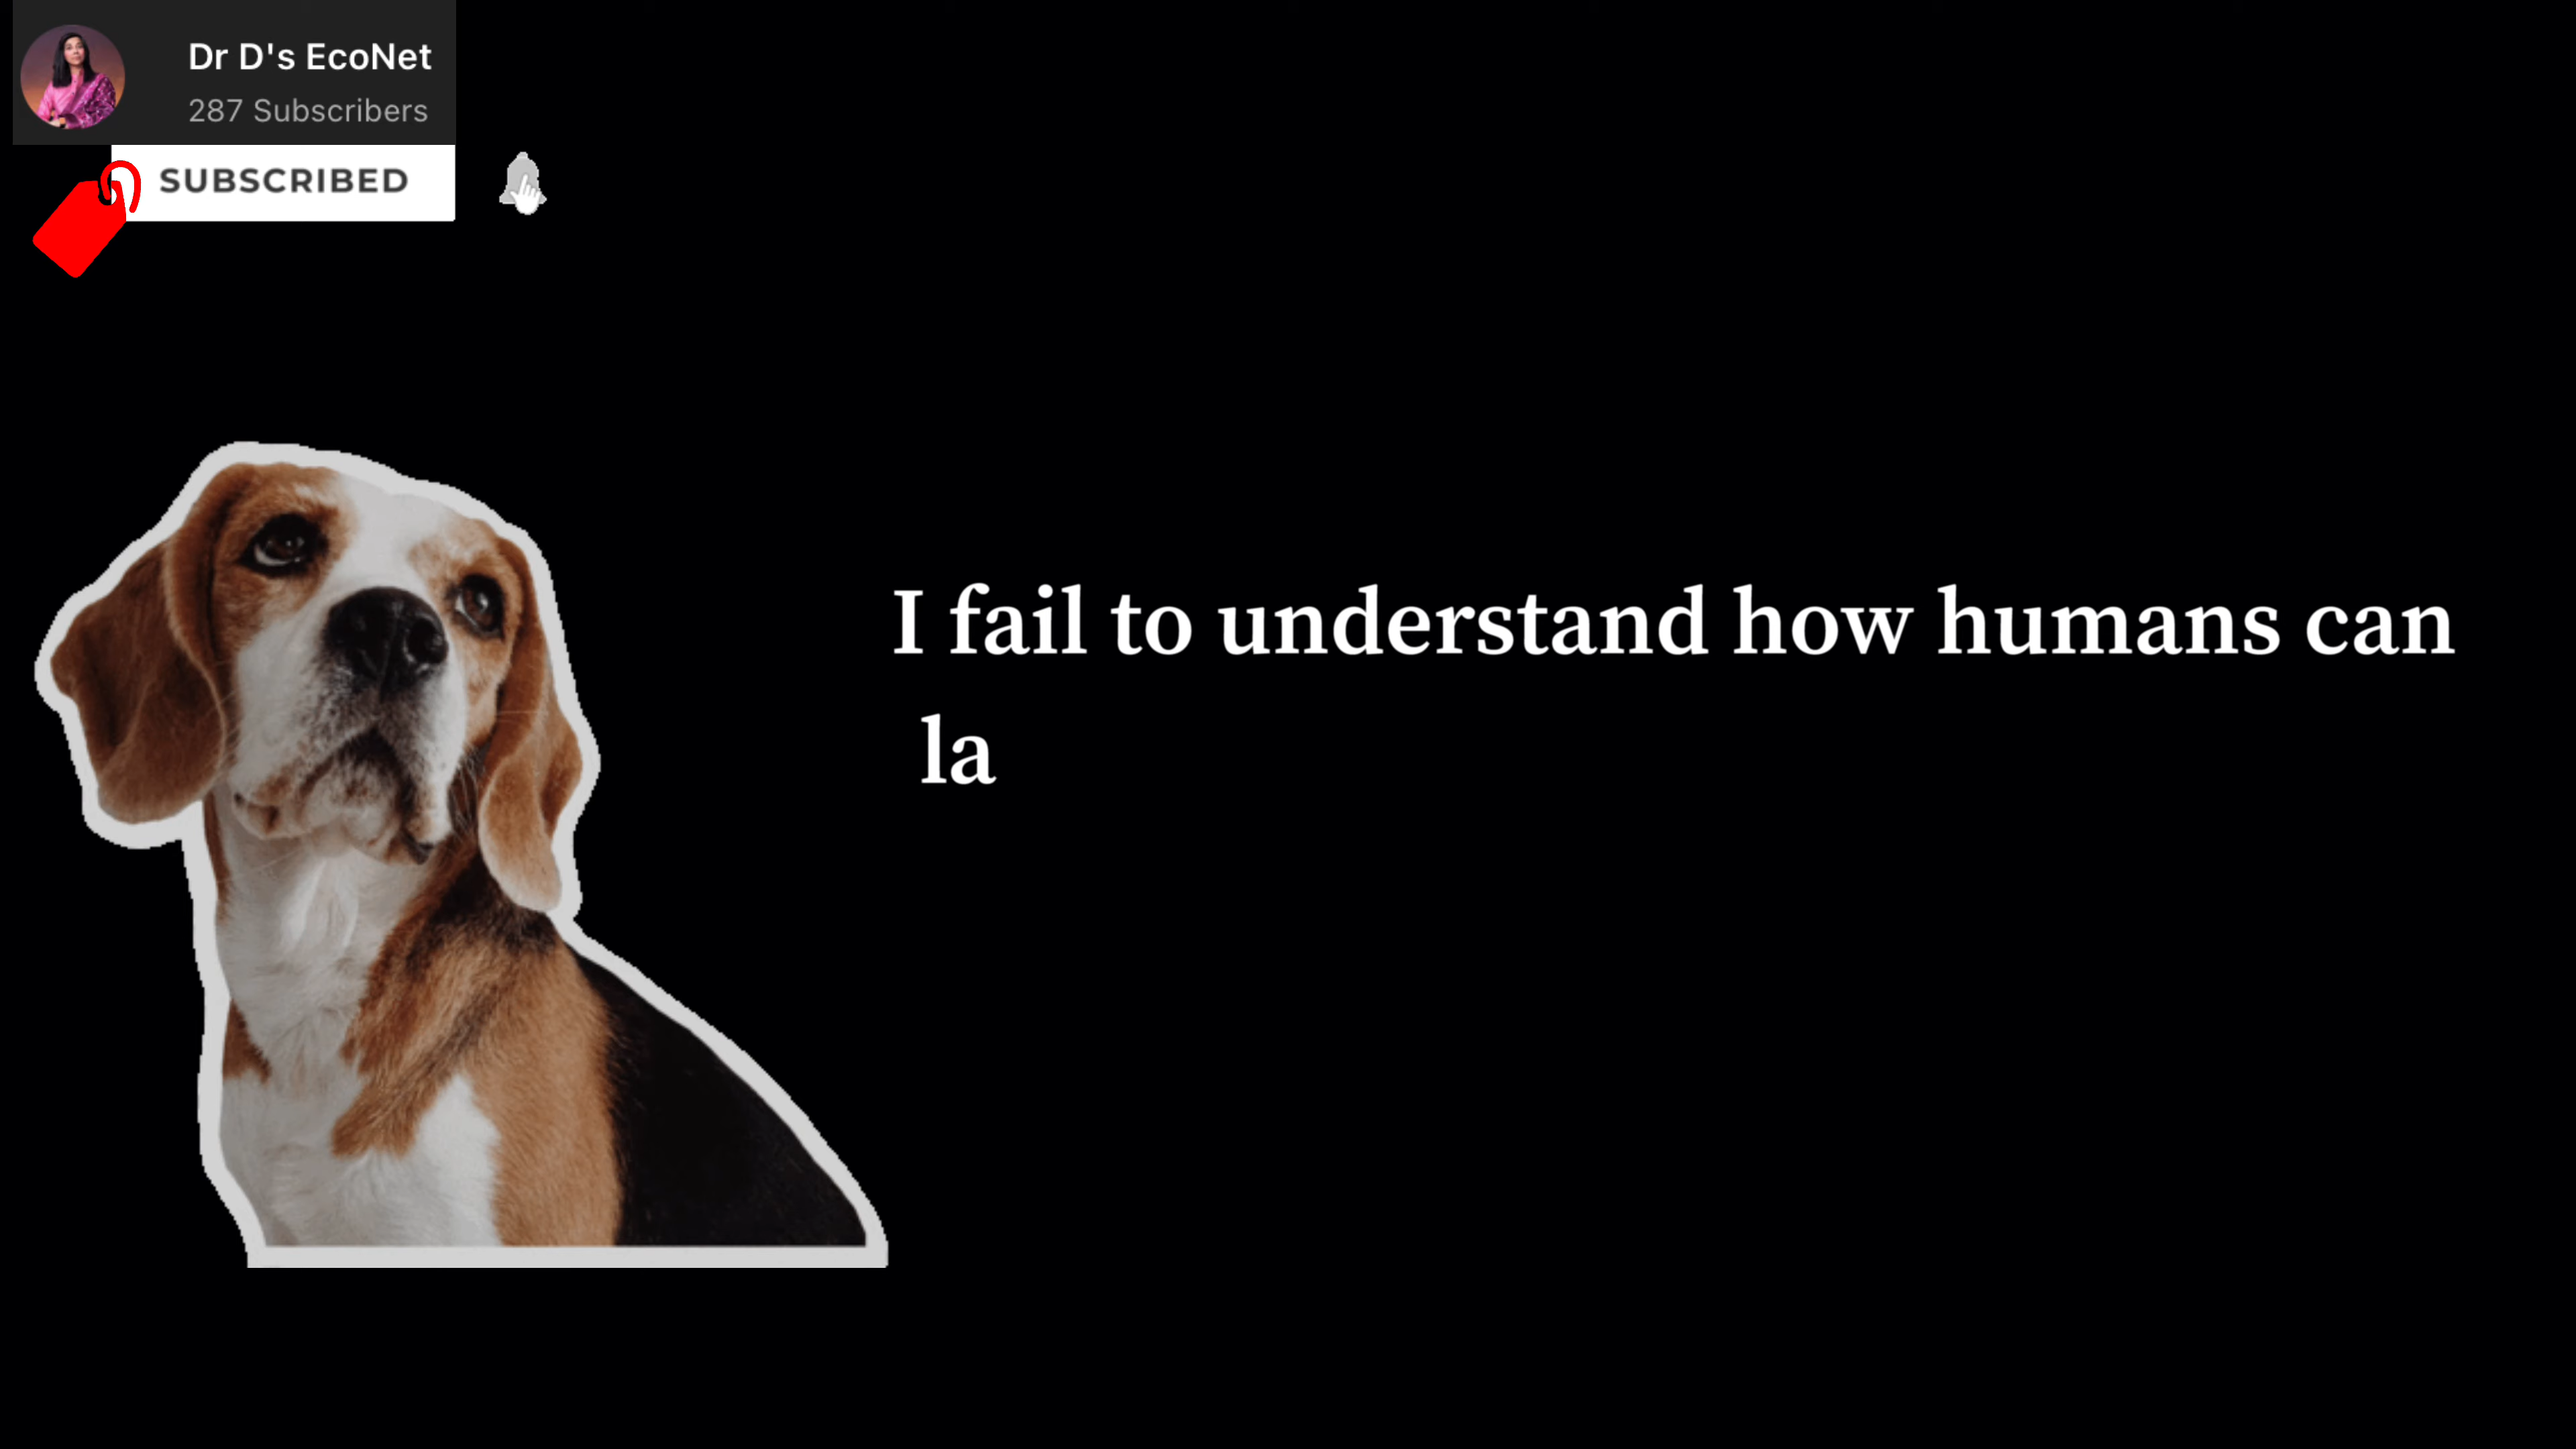 Dr D's EcoNet
287 Subscribers
SUBSCRIBED
I fail to understand how humans can
la